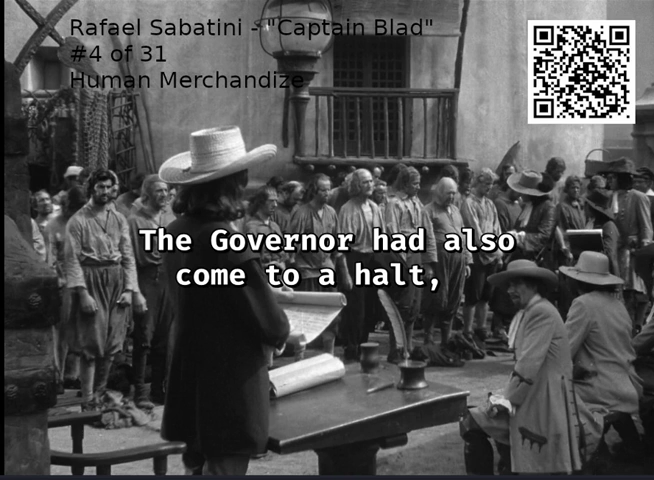 Rafael Sabatini - "Captain Blad"
#4 of 31
Human Merchandize
The Governor had also
come to a halt,